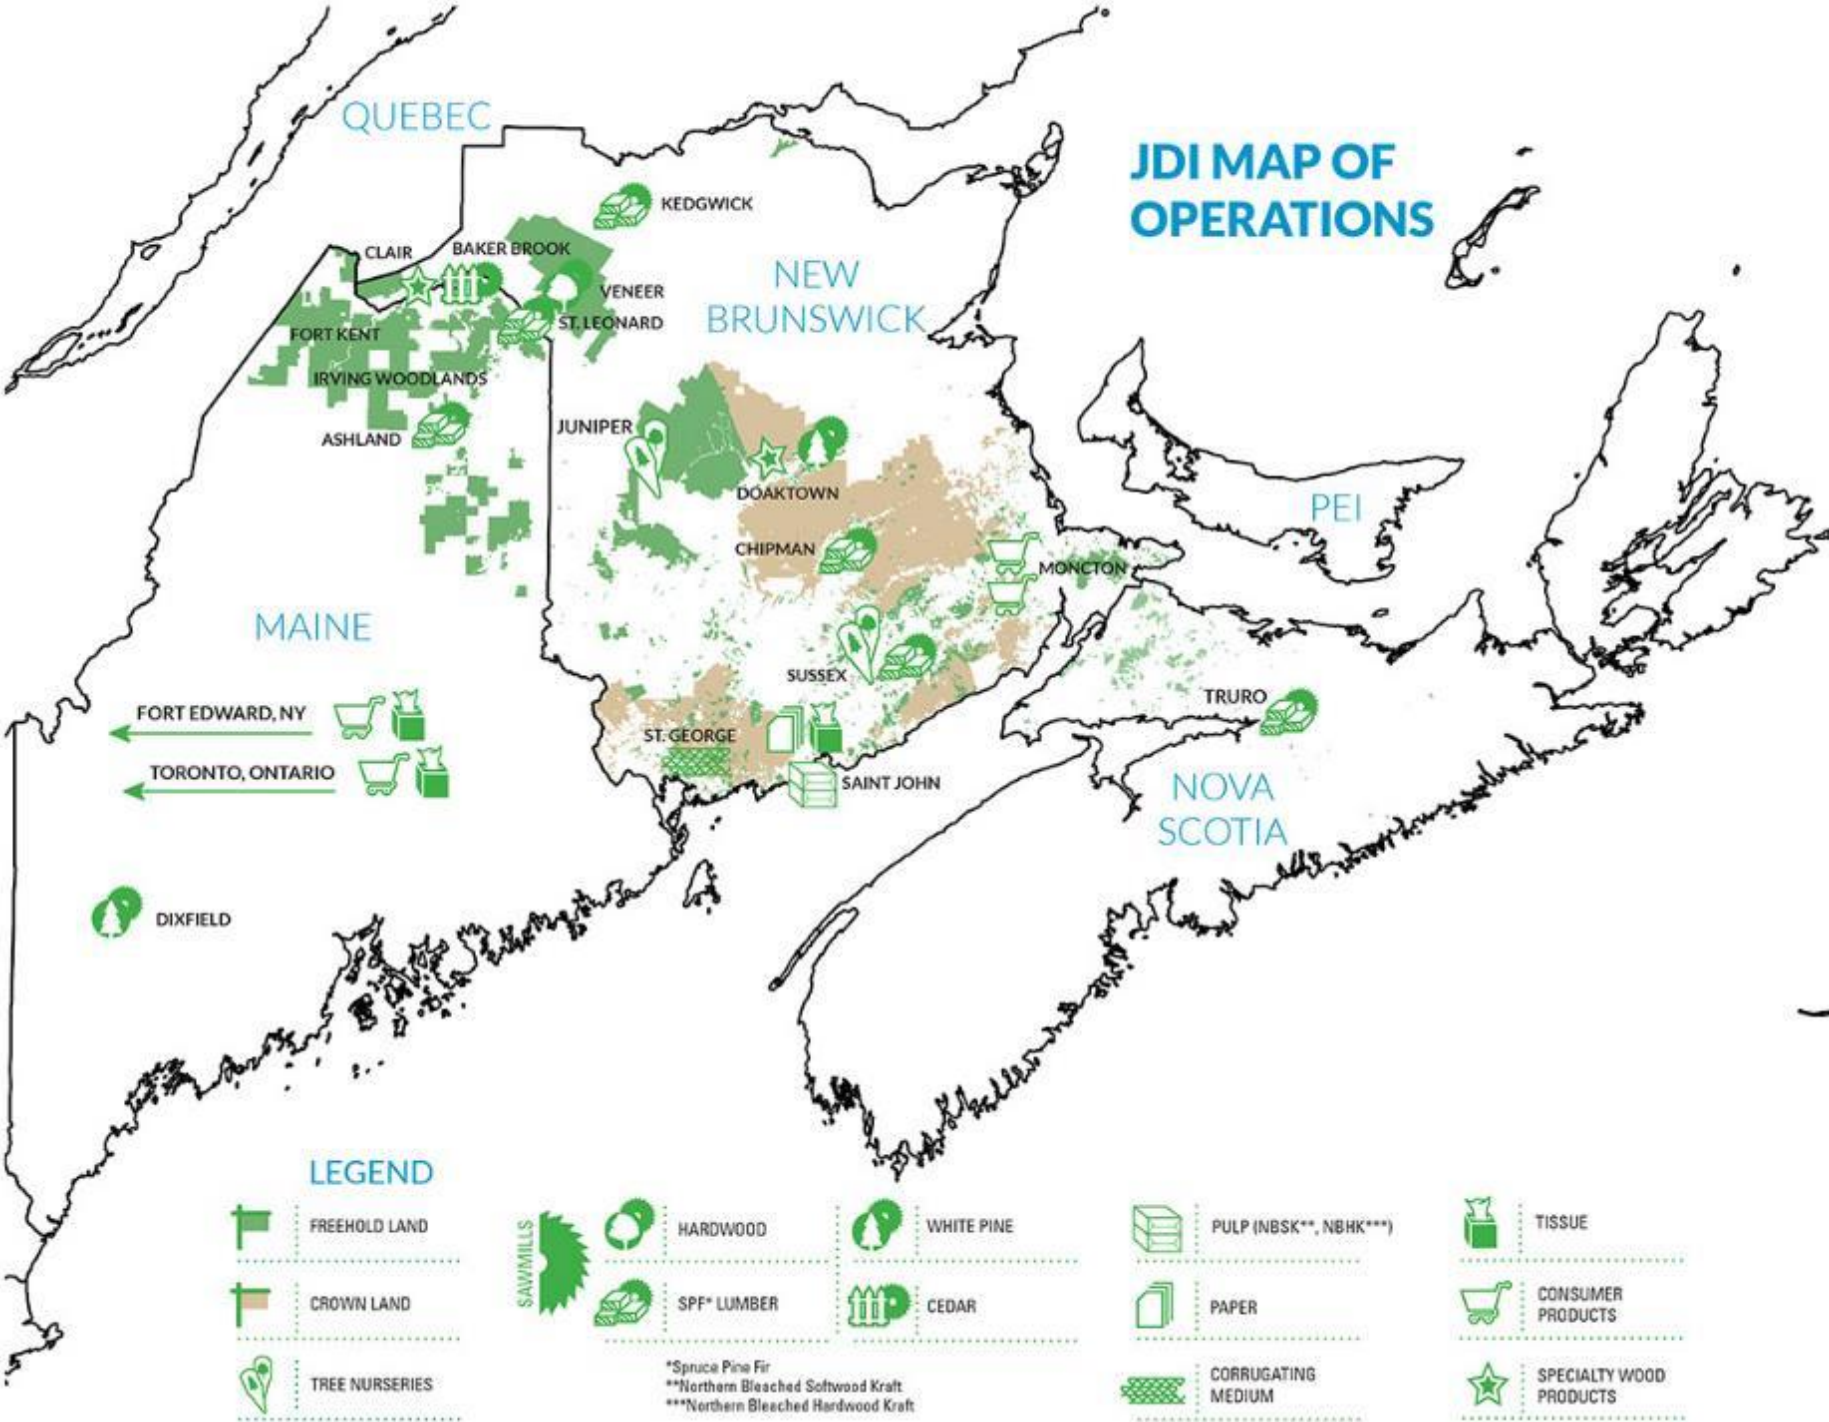 QUEBEC
JDI MAP OF
OPERATIONS
KEDGWICK
CLAIR
BAKER BROOK
NEW
BRUNSWICK
VENEER
ST. LEONARD
FORT KENT
IRVING WOODLANDS
JUNIPER
ASHLAND
DOAKTOWN
PEI
CHIPMAN
MONCTON
MAINE
SUSSEX
TRURO
FORT EDWARD, NY
ST. GEORGE
TORONTO, ONTARIO
SAINT JOHN
NOVA
SCOTIA
DIXFIELD
LEGEND
FREEHOLD LAND
CROWN LAND
TREE NURSERIES
SAWMILLS
HARDWOOD
SPF* LUMBER
WHITE PINE
CEDAR
*Spruce Pine Fir
**Northern Bleached Softwood Kraft
***Northern Bleached Hardwood Kraft
PULP (NBSK**, NBHK***)
PAPER
CORRUGATING
MEDIUM
TISSUE
CONSUMER
PRODUCTS
SPECIALTY WOOD
PRODUCTS